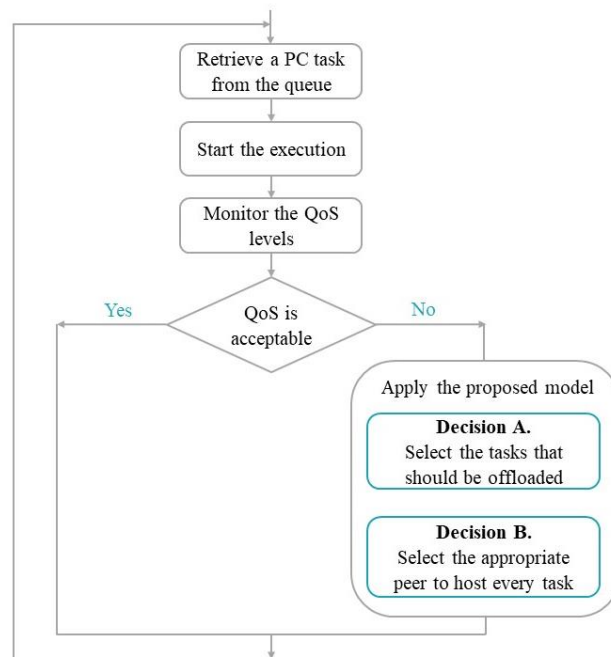 Retrieve a PC task
from the queue
Start the execution
Monitor the QoS
levels
Yes
QoS is
acceptable
No
Apply the proposed model
Decision A.
Select the tasks that
should be offloaded
Decision B.
Select the appropriate
peer to host every task